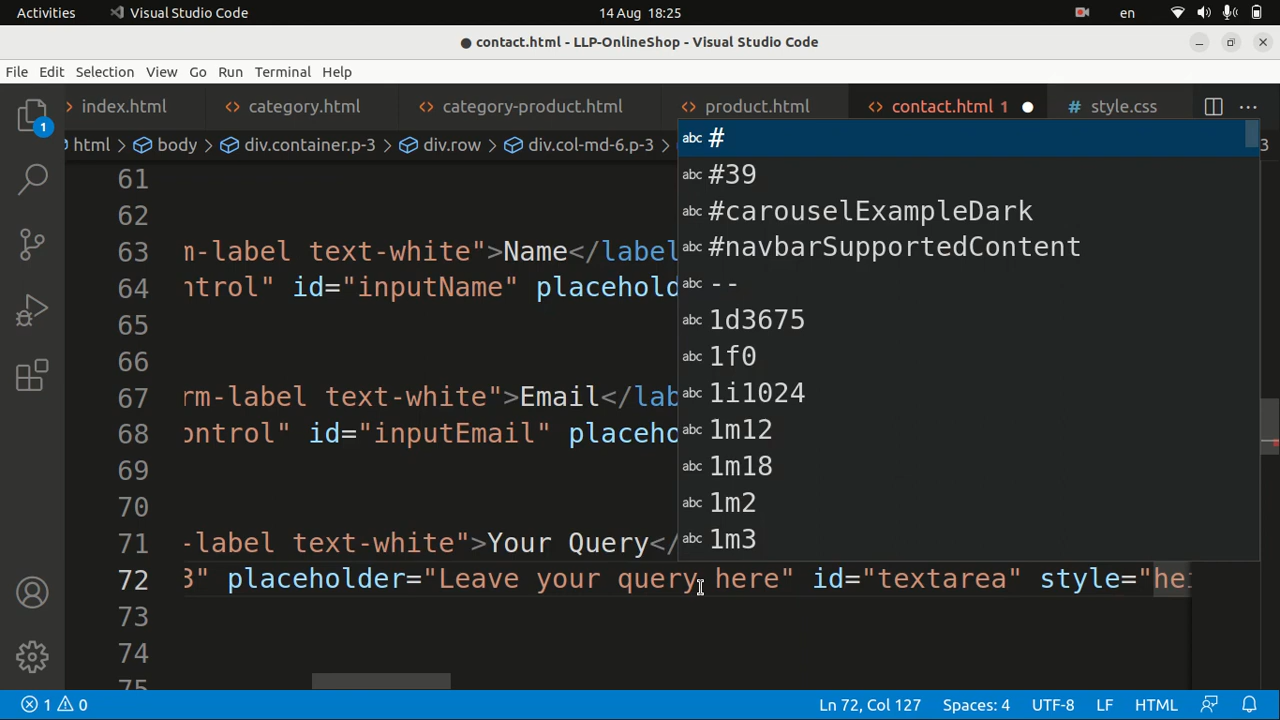 Activities Visual Studio Code 14 Aug 18:25 en
● contact.html - LLP-OnlineShop - Visual Studio Code
File Edit Selection View Go Run Terminal Help
index.html category.html category-product.html product.html contact.html 1 # style.css
html > body > div.container.p-3 > div.row > div.col-md-6.p-3 > 3
abc #
61
abc #39
62
abc #carouselExampleDark
63 m-label text-white">Name</label
abc #navbarSupportedContent
64 ntrol" id="inputName" placehold
abc --
65
abc 1d3675
66
abc 1f0
67 rm-label text-white">Email</lab
abc 1i1024
68 ontrol" id="inputEmail" placeho
abc 1m12
69
abc 1m18
70
abc 1m2
71 -label text-white">Your Query</
abc 1m3
72 3" placeholder="Leave your query here" id="textarea" style="hei
73
74
75
1 0 Ln 72, Col 127 Spaces: 4 UTF-8 LF HTML